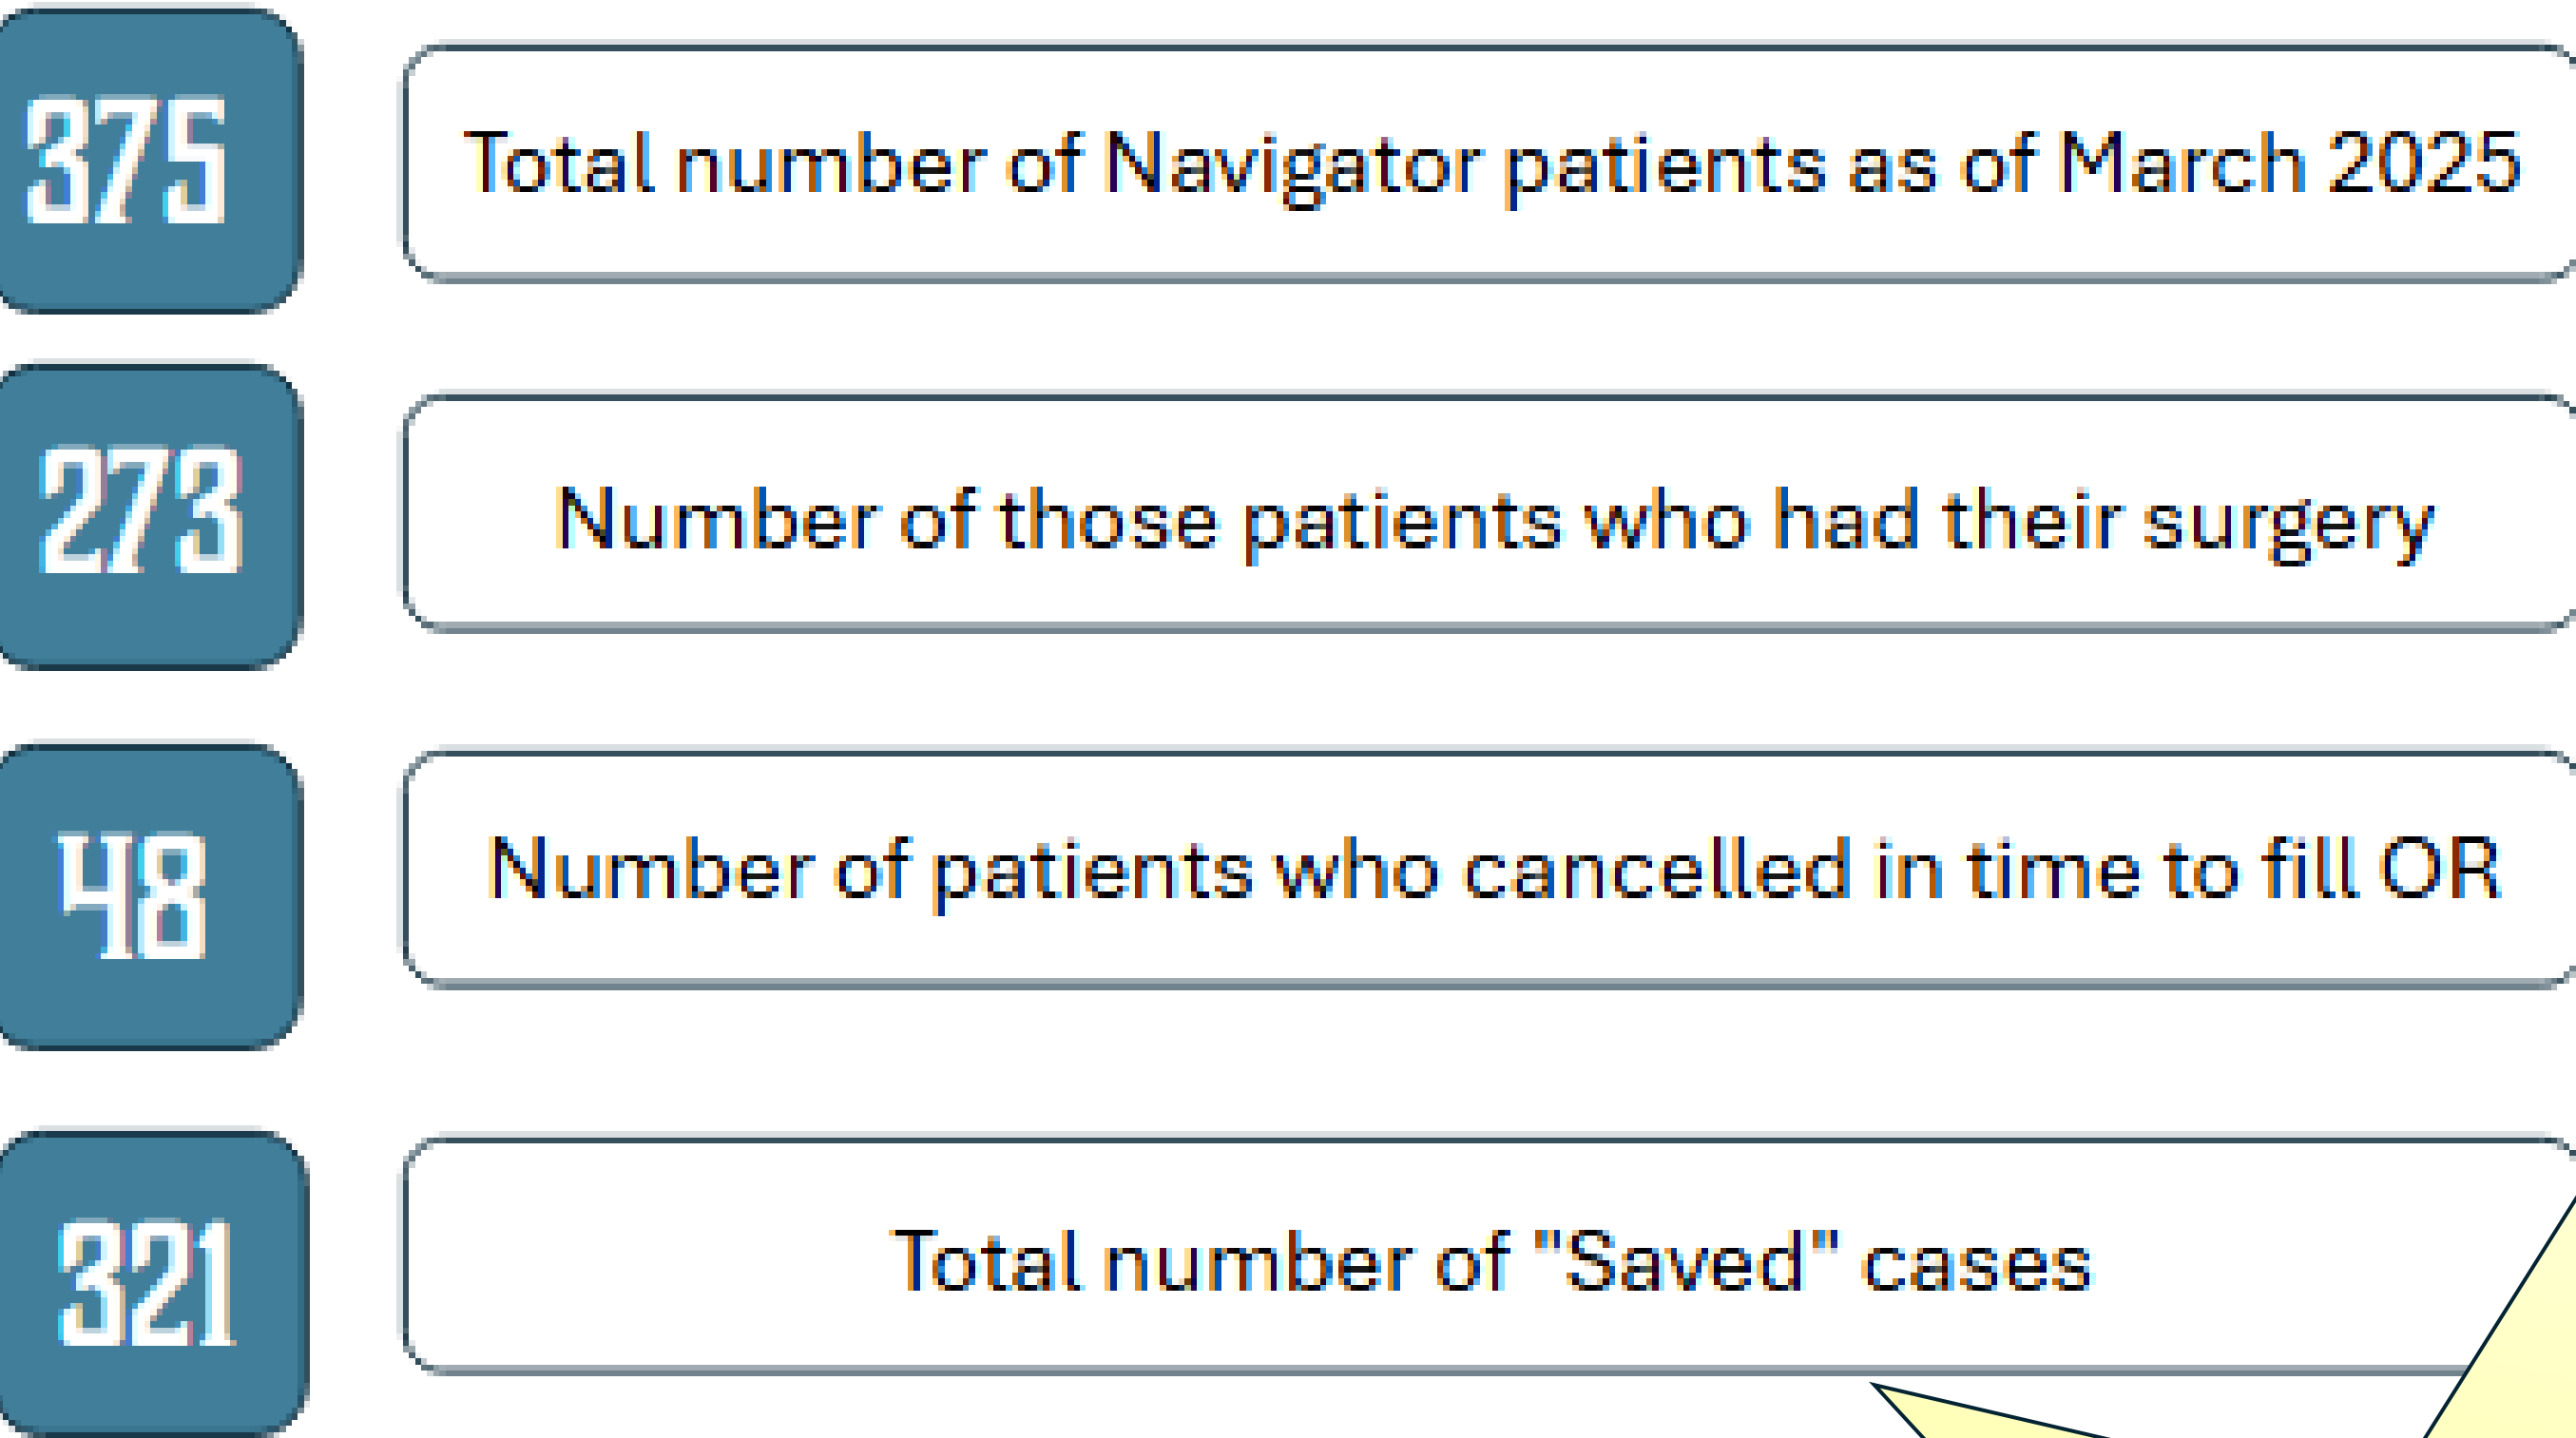 375
Total number of Navigator patients as of March 2025
273
Number of those patients who had their surgery
48
Number of patients who cancelled in time to fill OR
321
Total number of "Saved" cases